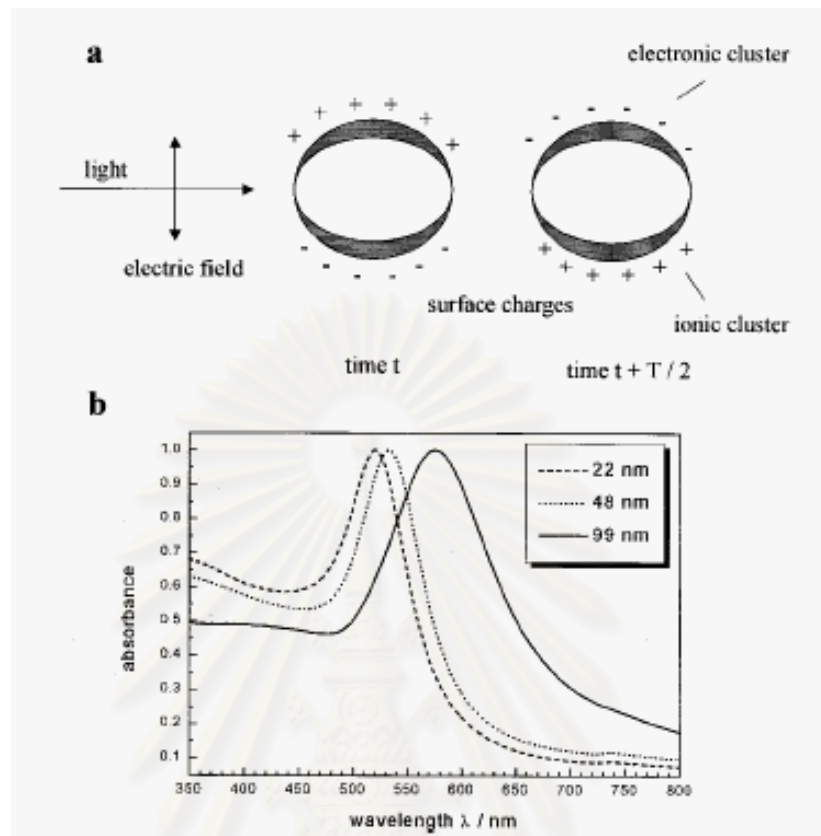 a
electronic cluster
+ + + + + +
- - - - - -
light
electric field
- - - - - -
+ + + + + +
surface charges
ionic cluster
time t
time t + T / 2
b
1.0
0.9
0.8
0.7
0.6
0.5
0.4
0.3
0.2
0.1
absorbance
22 nm
48 nm
99 nm
350 400 450 500 550 600 650 700 750 800
wavelength λ / nm